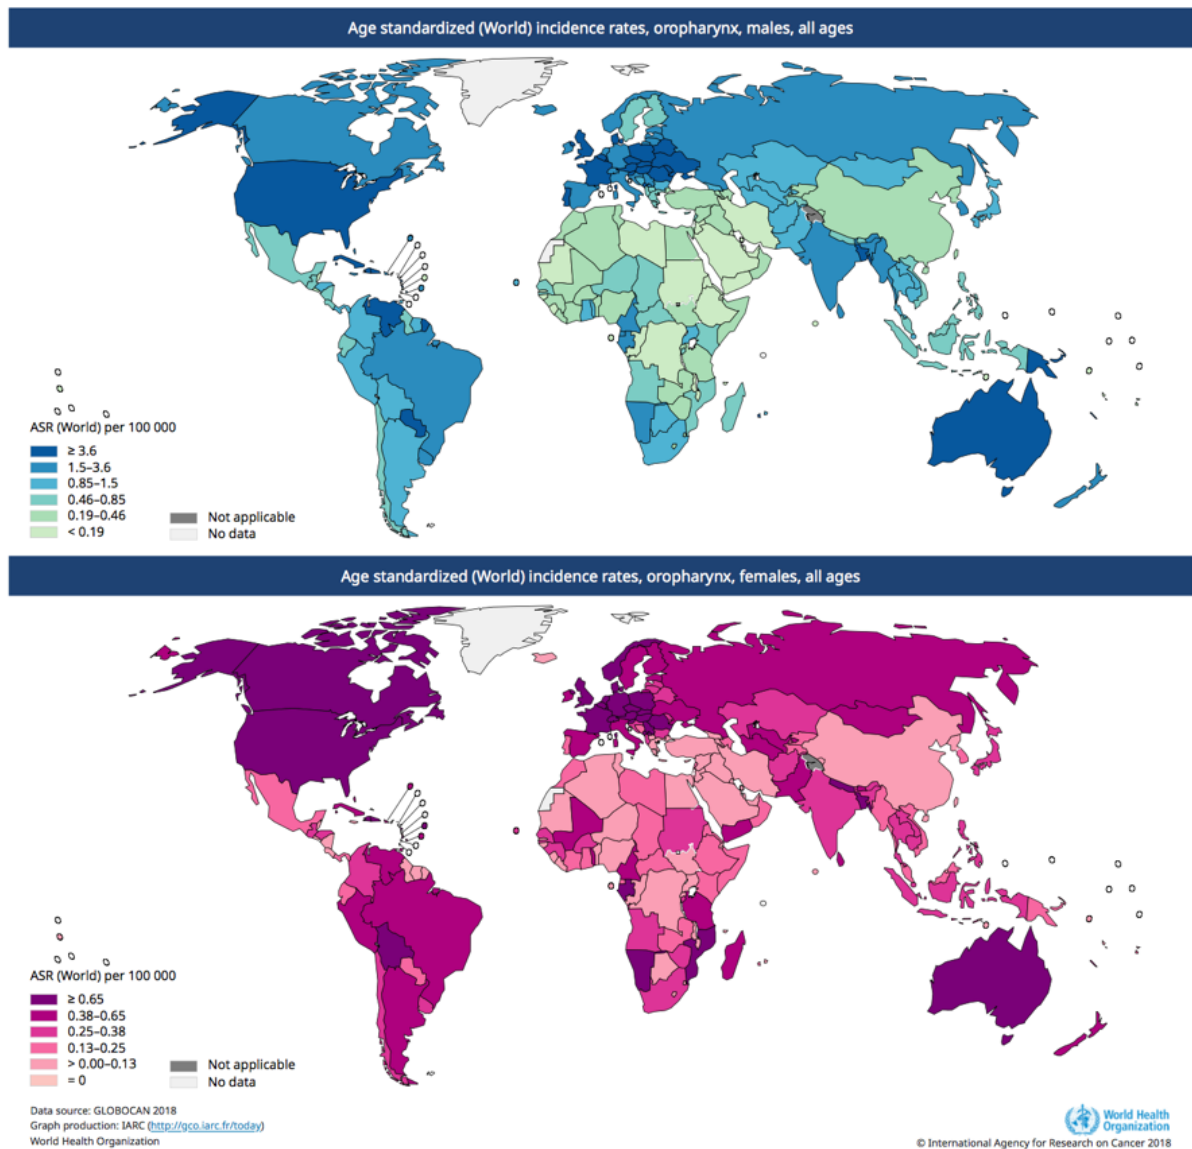 Age standardized (World) incidence rates, oropharynx, males, all ages
ASR (World) per 100 000
≥ 3.6
1.5–3.6
0.85–1.5
0.46–0.85
0.19–0.46
< 0.19
Not applicable
No data
Age standardized (World) incidence rates, oropharynx, females, all ages
ASR (World) per 100 000
≥ 0.65
0.38–0.65
0.25–0.38
0.13–0.25
> 0.00–0.13
= 0
Not applicable
No data
Data source: GLOBOCAN 2018
Graph production: IARC (http://gco.iarc.fr/today)
World Health Organization
World Health
Organization
© International Agency for Research on Cancer 2018